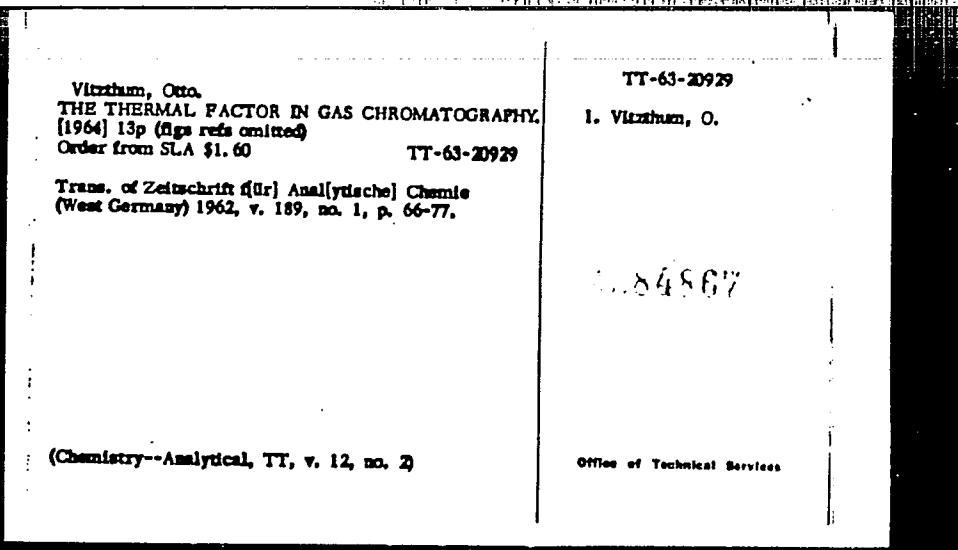 Vitzthum, Otto.
THE THERMAL FACTOR IN GAS CHROMATOGRAPHY.
[1964] 13p (figs refs omitted)
Order from SLA $1.60 TT-63-20929
Trans. of Zeitschrift f[ür] Anal[ytische] Chemie
(West Germany) 1962, v. 189, no. 1, p. 66-77.
(Chemistry--Analytical, TT, v. 12, no. 2)
TT-63-20929
1. Vitzthum, O.
Office of Technical Services